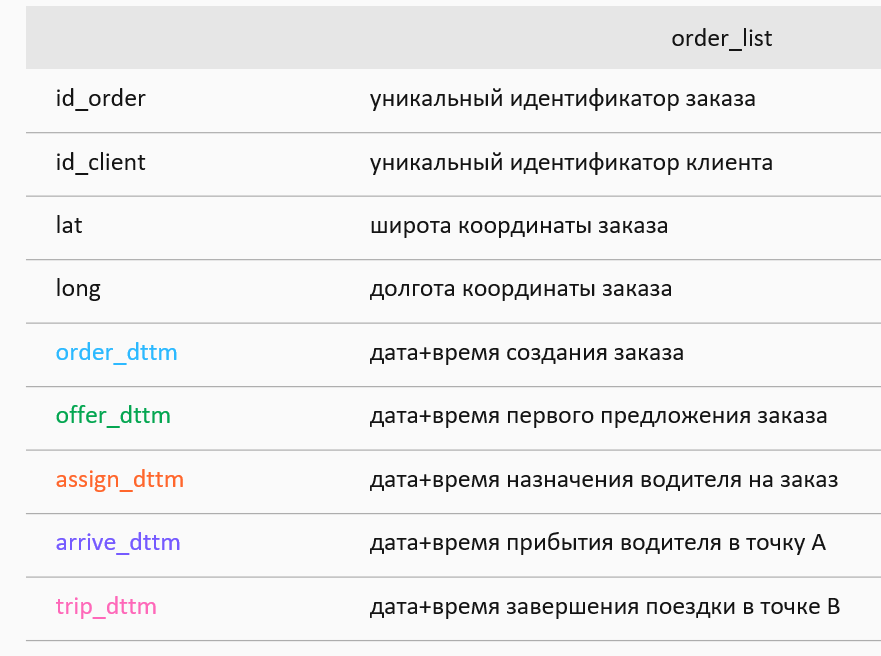 order_list
id_order уникальный идентификатор заказа
id_client уникальный идентификатор клиента
lat широта координаты заказа
long долгота координаты заказа
order_dttm дата+время создания заказа
offer_dttm дата+время первого предложения заказа
assign_dttm дата+время назначения водителя на заказ
arrive_dttm дата+время прибытия водителя в точку А
trip_dttm дата+время завершения поездки в точке В